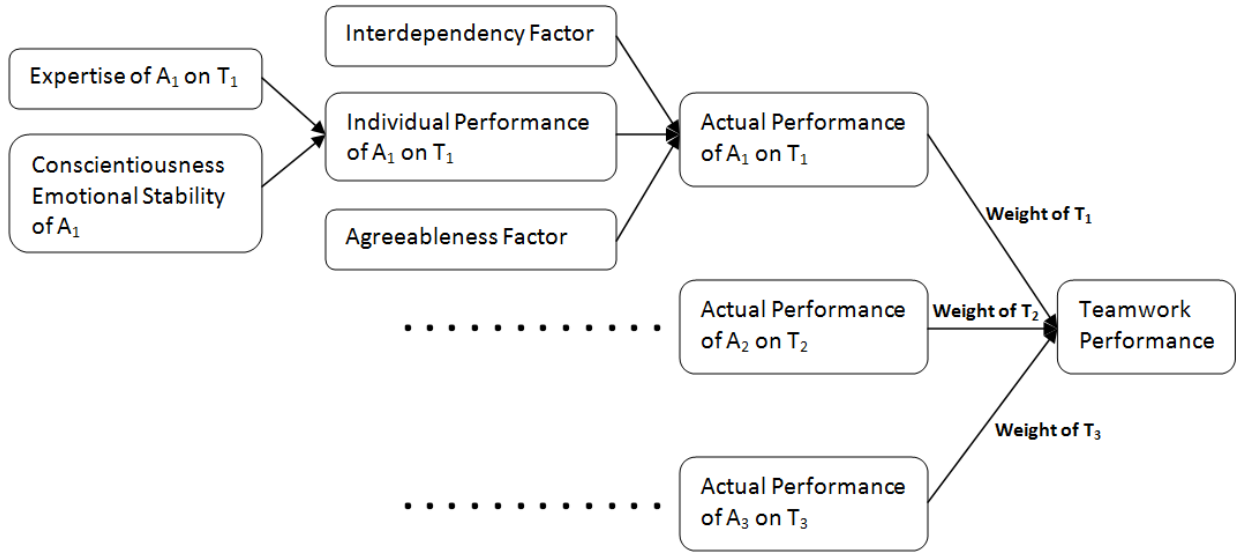 Interdependency Factor
Expertise of A₁ on T₁
Individual Performance
of A₁ on T₁
Actual Performance
of A₁ on T₁
Conscientiousness
Emotional Stability
of A₁
Agreeableness Factor
Weight of T₁
Actual Performance
of A₂ on T₂
Weight of T₂
Teamwork
Performance
Weight of T₃
Actual Performance
of A₃ on T₃